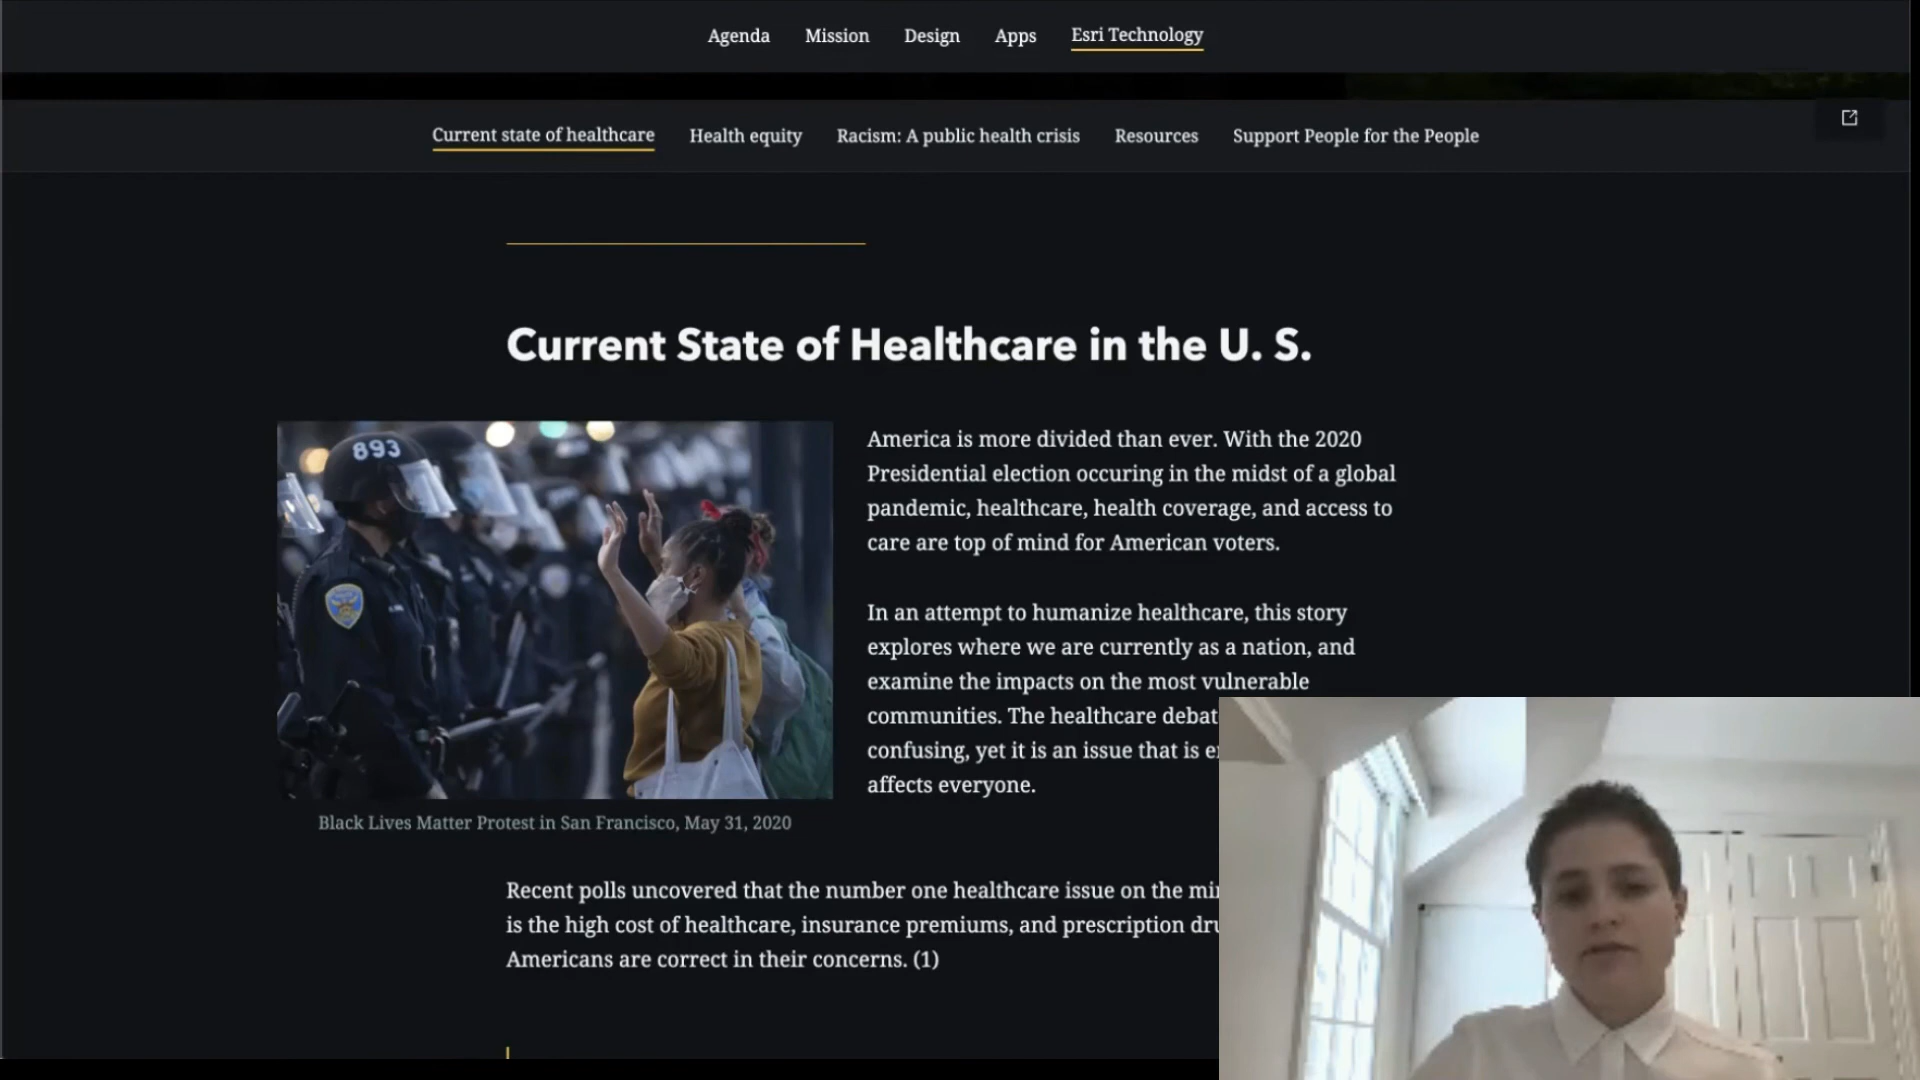 Agenda Mission Design Apps Esri Technology
Current state of healthcare Health equity Racism: A public health crisis Resources Support People for the People
Current State of Healthcare in the U. S.
893
America is more divided than ever. With the 2020
Presidential election occuring in the midst of a global
pandemic, healthcare, health coverage, and access to
care are top of mind for American voters.
In an attempt to humanize healthcare, this story
explores where we are currently as a nation, and
examine the impacts on the most vulnerable
communities. The healthcare debat
confusing, yet it is an issue that is e
affects everyone.
Black Lives Matter Protest in San Francisco, May 31, 2020
Recent polls uncovered that the number one healthcare issue on the mi
is the high cost of healthcare, insurance premiums, and prescription dru
Americans are correct in their concerns. (1)